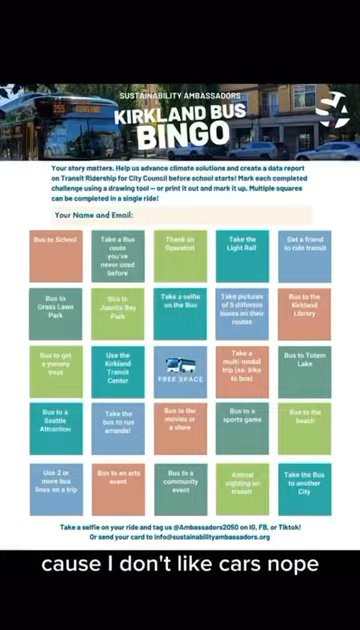 SUSTAINABILITY AMBASSADORS
255
KIRKLAND BUS
BINGO
Your story matters. Help us advance climate solutions and create a data report
on Transit Ridership for City Council before school starts! Mark each completed
challenge using a drawing tool — or print it out and mark it up. Multiple squares
can be completed in a single ride!
Your Name and Email:
Bus to School
Take a Bus
route
you've
never used
before
Thank an
Operator!
Take the
Light Rail
Get a friend
to ride transit
Bus to
Grass Lawn
Park
Bus to
Juanita Bay
Park
Take a selfie
on the Bus
Take pictures
of 5 different
buses on their
routes
Bus to the
Kirkland
Library
Bus to get
a yummy
treat
Use the
Kirkland
Transit
Center
FREE SPACE
Take a
multi-modal
trip (ex. bike
to bus)
Bus to Totem
Lake
Bus to a
Seattle
Attraction
Take the
bus to run
errands!
Bus to the
movies or
a show
Bus to a
sports game
Bus to the
beach
Use 2 or
more bus
lines on a trip
Bus to an arts
event
Bus to a
community
event
Animal
sighting on
transit
Take the Bus
to another
City
Take a selfie on your ride and tag us @Ambassadors2050 on IG, FB, or Tiktok!
Or send your card to info@sustainabilityambassadors.org
cause I don't like cars nope